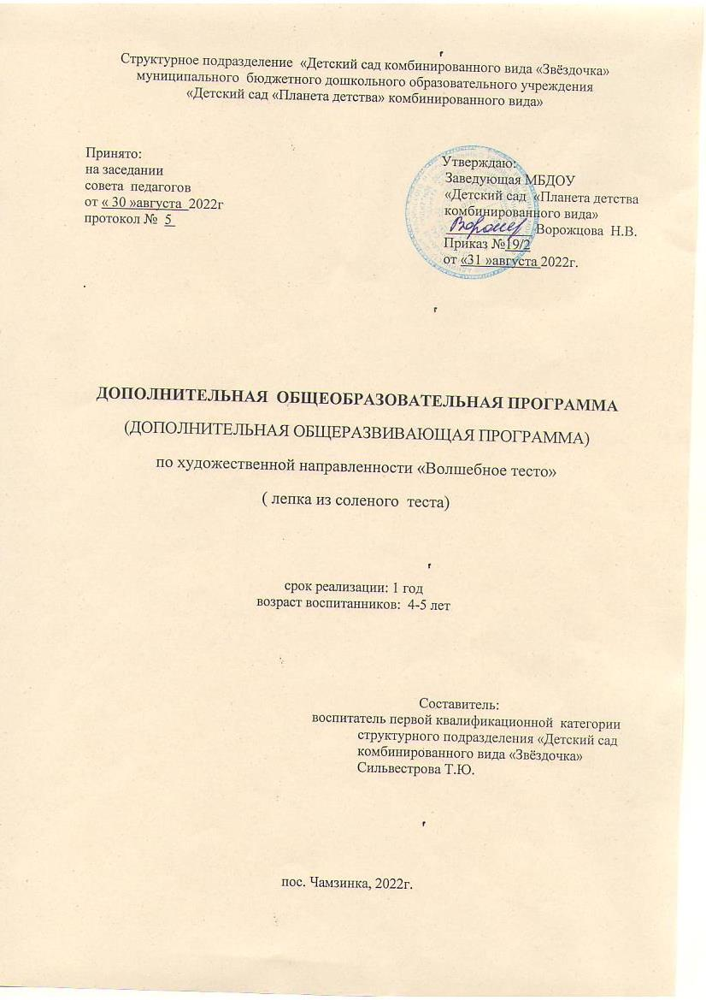 Структурное подразделение «Детский сад комбинированного вида «Звёздочка»
муниципального бюджетного дошкольного образовательного учреждения
«Детский сад «Планета детства» комбинированного вида»
Принято:
на заседании
совета педагогов
от « 30 »августа 2022г
протокол № 5
Утверждаю:
Заведующая МБДОУ
«Детский сад «Планета детства
комбинированного вида»
Ворожцова Н.В.
Приказ №19/2
от «31 »августа 2022г.
ДОПОЛНИТЕЛЬНАЯ ОБЩЕОБРАЗОВАТЕЛЬНАЯ ПРОГРАММА
(ДОПОЛНИТЕЛЬНАЯ ОБЩЕРАЗВИВАЮЩАЯ ПРОГРАММА)
по художественной направленности «Волшебное тесто»
( лепка из соленого теста)
срок реализации: 1 год
возраст воспитанников: 4-5 лет
Составитель:
воспитатель первой квалификационной категории
структурного подразделения «Детский сад
комбинированного вида «Звёздочка»
Сильвестрова Т.Ю.
пос. Чамзинка, 2022г.